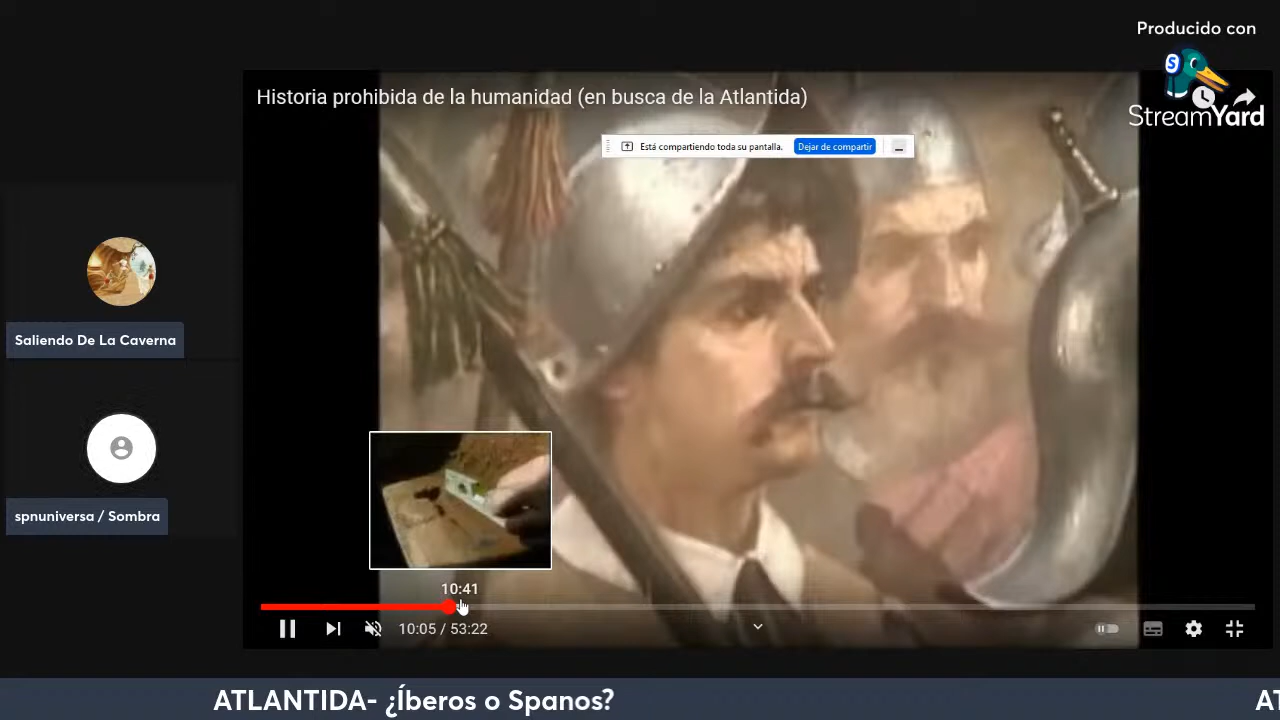 Producido con
StreamYard
Historia prohibida de la humanidad (en busca de la Atlantida)
Está compartiendo toda su pantalla.
Dejar de compartir
Saliendo De La Caverna
spnuniversa / Sombra
10:41
10:05 / 53:22
ATLANTIDA- ¿Íberos o Spanos?
AT